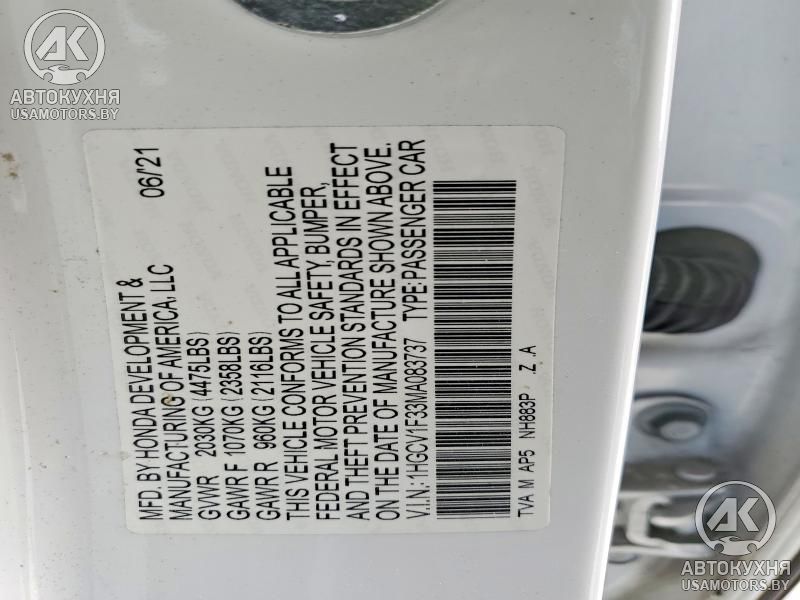 AK
АВТОКУХНЯ
USAMOTORS.BY
MFD. BY HONDA DEVELOPMENT & 06/'21
MANUFACTURING OF AMERICA, LLC
GVWR 2030KG (4475LBS)
GAWR F 1070KG (2358LBS)
GAWR R 960KG (2116LBS)
THIS VEHICLE CONFORMS TO ALL APPLICABLE
FEDERAL MOTOR VEHICLE SAFETY, BUMPER,
AND THEFT PREVENTION STANDARDS IN EFFECT
ON THE DATE OF MANUFACTURE SHOWN ABOVE.
V.I.N.: 1HGCV1F33MA083737 TYPE: PASSENGER CAR
TVA M AP5 NH883P .Z .A
AK
АВТОКУХНЯ
USAMOTORS.BY